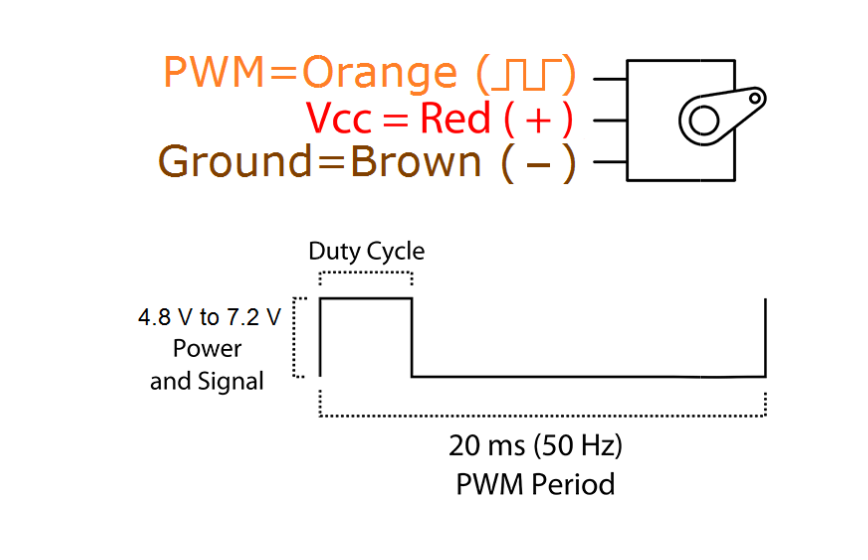 PWM=Orange (⎍⎍)
Vcc = Red ( + )
Ground=Brown ( − )
Duty Cycle
4.8 V to 7.2 V
Power
and Signal
20 ms (50 Hz)
PWM Period